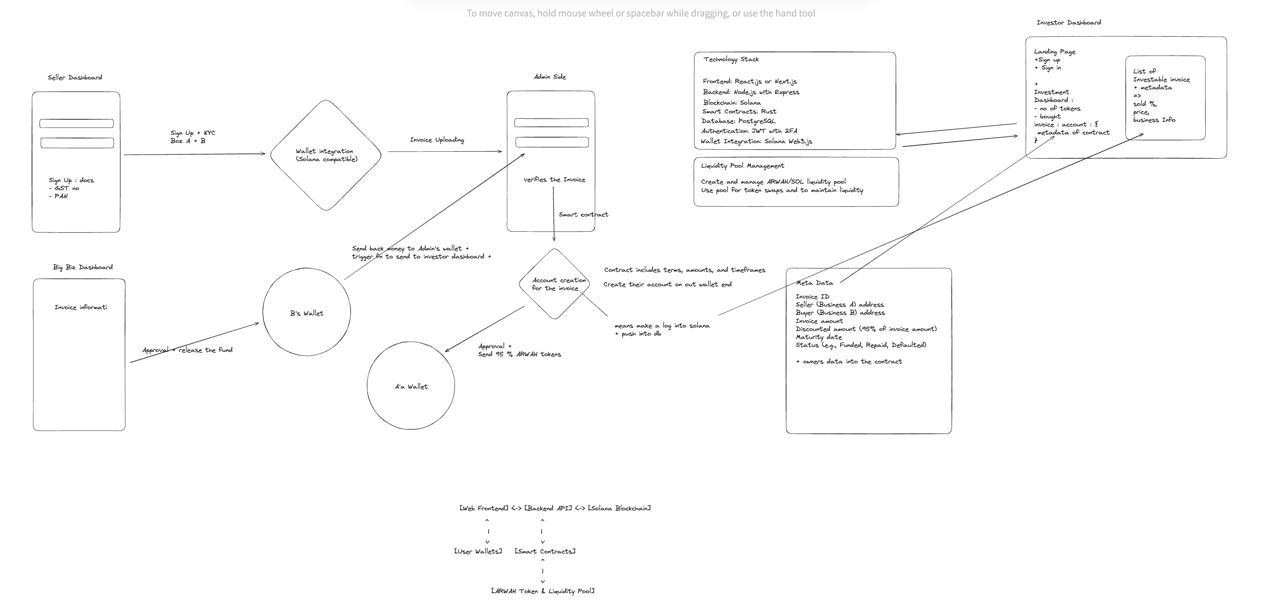 To move canvas, hold mouse wheel or spacebar while dragging, or use the hand tool
Seller Dashboard
Sign Up : docs
- GST no
- PAN
Sign Up + KYC
Box A + B
Wallet integration
(Solana compatible)
Invoice Uploading
Admin Side
verifies the Invoice
Smart contract
Account creation
for the invoice
Contract includes terms, amounts, and timeframes
Create their account on out wallet end
means make a log into solana
+ push into db
Big Biz Dashboard
Invoice informati
Approval + release the fund
B's Wallet
Send back money to Admin's wallet +
trigger fn to send to investor dashboard +
A'a Wallet
Approval +
Send 95 % ARWAH tokens
Technology Stack
Frontend: React.js or Next.js
Backend: Node.js with Express
Blockchain: Solana
Smart Contracts: Rust
Database: PostgreSQL
Authentication: JWT with 2FA
Wallet Integration: Solana Web3.js
Liquidity Pool Management
Create and manage ARWAH/SOL liquidity pool
Use pool for token swaps and to maintain liquidity
Investor Dashboard
Landing Page
+Sign up
+ Sign in
+
Investment
Dashboard :
- no of tokens
- bought
invoice : account : {
metadata of contract
}
List of
Investable invoice
+ metadata
=>
sold %,
price,
business Info
Meta Data
Invoice ID
Seller (Business A) address
Buyer (Business B) address
Invoice amount
Discounted amount (95% of invoice amount)
Maturity date
Status (e.g., Funded, Repaid, Defaulted)
+ owners data into the contract
[Web Frontend] <-> [Backend API] <-> [Solana Blockchain]
^ ^
| |
v v
[User Wallets] [Smart Contracts]
^
|
v
[ARWAH Token & Liquidity Pool]